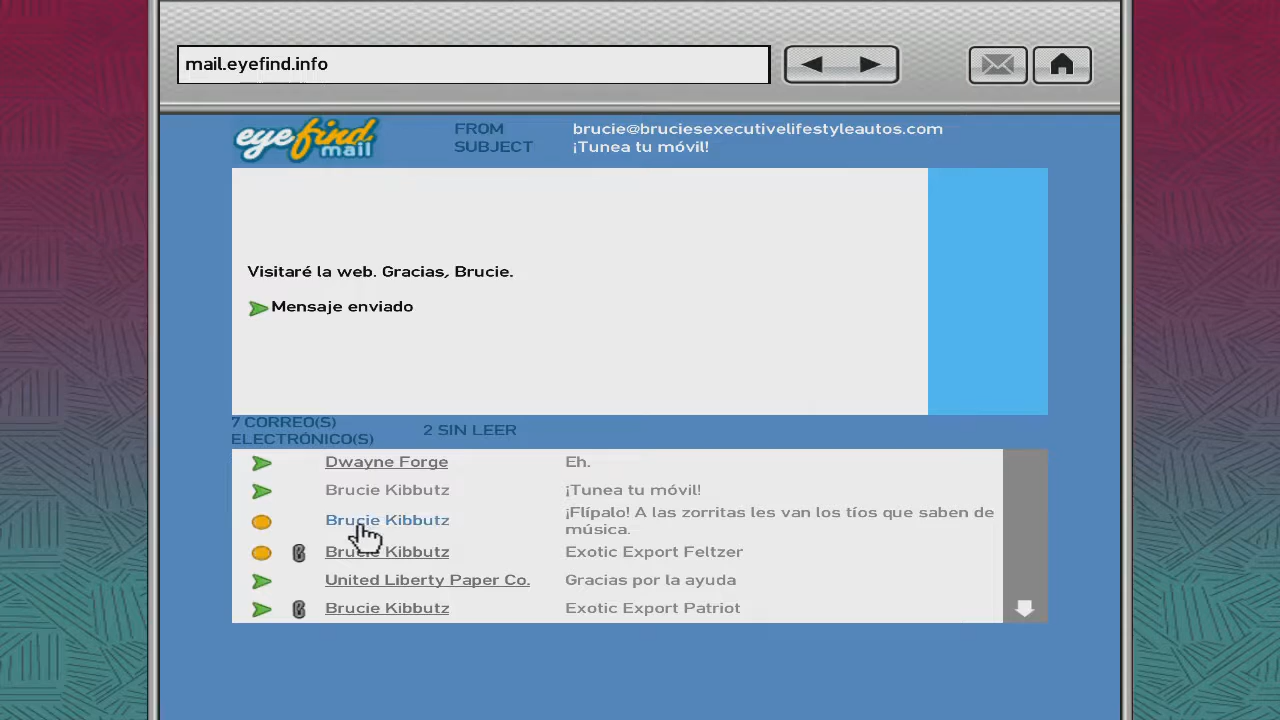 mail.eyefind.info
eyefind mail
FROM brucie@bruciesexecutivelifestyleautos.com
SUBJECT ¡Tunea tu móvil!
Visitaré la web. Gracias, Brucie.
Mensaje enviado
7 CORREO(S)
ELECTRÓNICO(S)
2 SIN LEER
Dwayne Forge Eh.
Brucie Kibbutz ¡Tunea tu móvil!
Brucie Kibbutz ¡Flípalo! A las zorritas les van los tíos que saben de
música.
Brucie Kibbutz Exotic Export Feltzer
United Liberty Paper Co. Gracias por la ayuda
Brucie Kibbutz Exotic Export Patriot